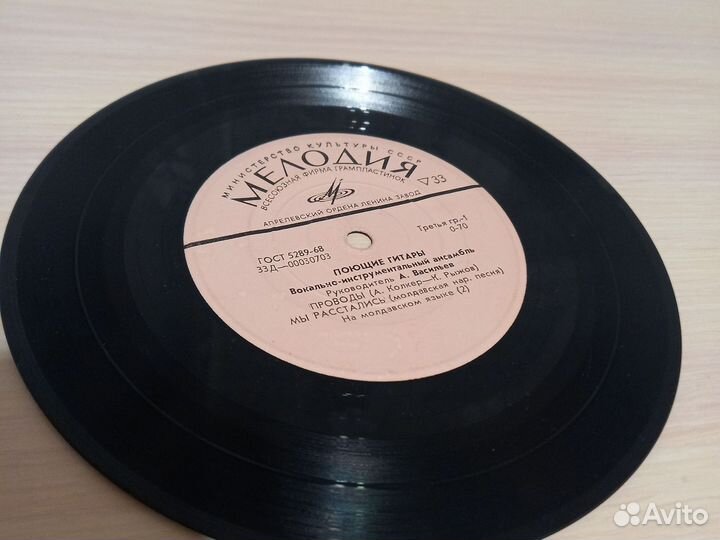 МИНИСТЕРСТВО КУЛЬТУРЫ СССР
МЕЛОДИЯ
ВСЕСОЮЗНАЯ ФИРМА ГРАМПЛАСТИНОК
▽33
АПРЕЛЕВСКИЙ ОРДЕНА ЛЕНИНА ЗАВОД
ГОСТ 5289-68
33Д—00030703
Третья гр.-1
0-70
ПОЮЩИЕ ГИТАРЫ
Вокально-инструментальный ансамбль
Руководитель А. Васильев
ПРОВОДЫ (А. Колкер—К. Рыжов)
МЫ РАССТАЛИСЬ (молдавская нар. песня)
На молдавском языке (2)
Avito